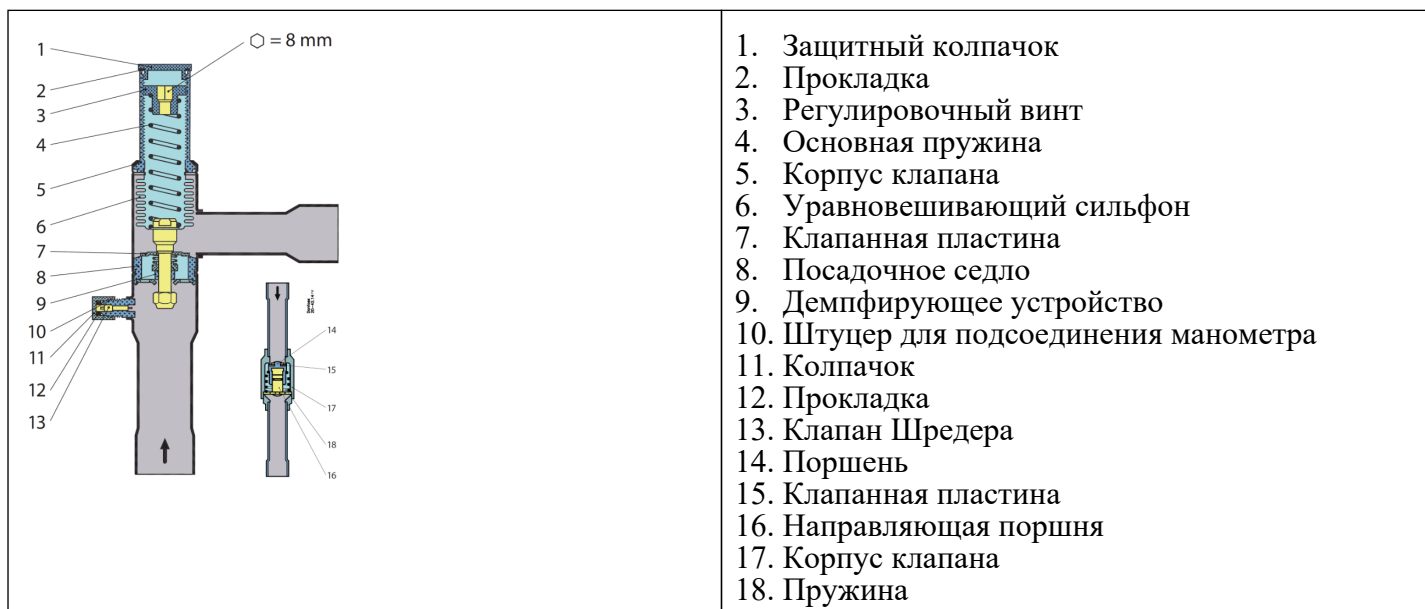 ⬡ = 8 mm
1
2
3
4
5
6
7
8
9
10
11
12
13
14
15
17
18
16
1. Защитный колпачок
2. Прокладка
3. Регулировочный винт
4. Основная пружина
5. Корпус клапана
6. Уравновешивающий сильфон
7. Клапанная пластина
8. Посадочное седло
9. Демпфирующее устройство
10. Штуцер для подсоединения манометра
11. Колпачок
12. Прокладка
13. Клапан Шредера
14. Поршень
15. Клапанная пластина
16. Направляющая поршня
17. Корпус клапана
18. Пружина